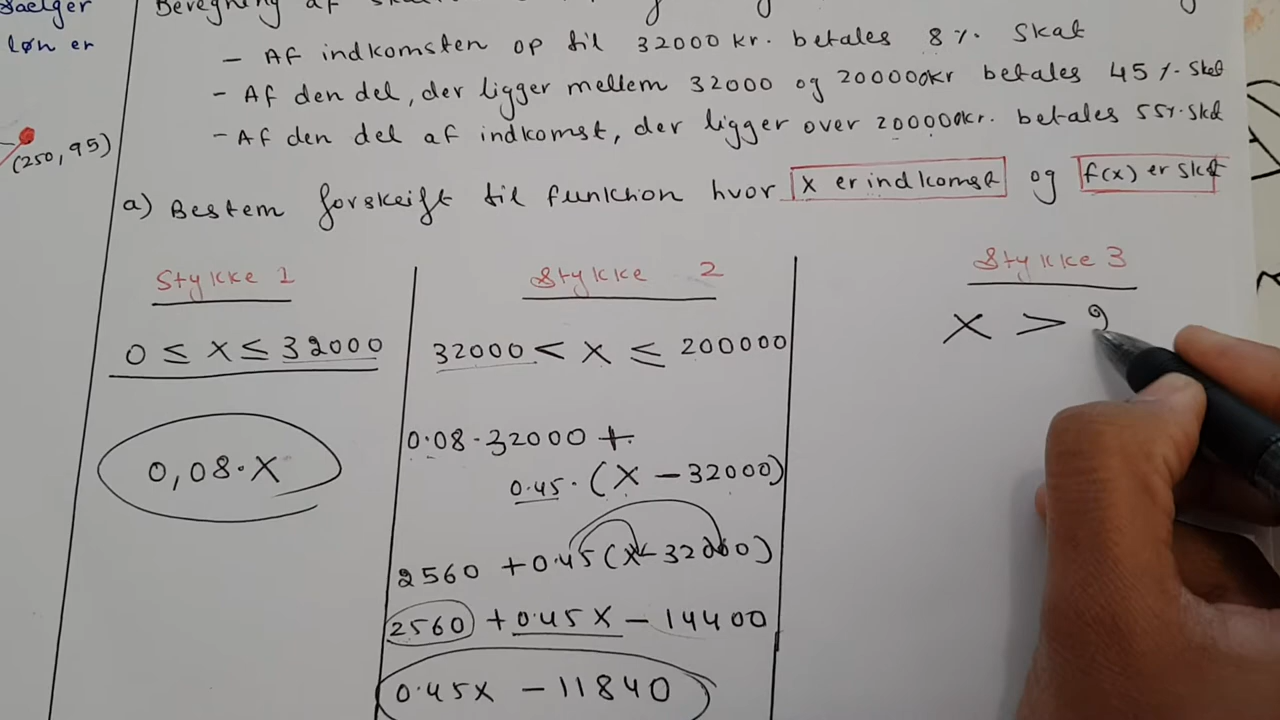 Saelger
løn er
(250, 95)
Beregning af
- Af indkomsten op til 32000 kr. betales 8 %. Skat
- Af den del, der ligger mellem 32000 og 200000kr betales 45 %. Skat
- Af den del af indkomst, der ligger over 200000kr. betales 55%. Skat
a) Bestem forskrift til funktion hvor x er indkomst og f(x) er skat
Stykke 1
0 ≤ x ≤ 32000
0,08·x
Stykke 2
32000 < x ≤ 200000
0.08·32000 +
0.45·(x - 32000)
2560 + 0.45(x - 32000)
2560 + 0.45x - 14400
0.45x - 11840
Stykke 3
x >